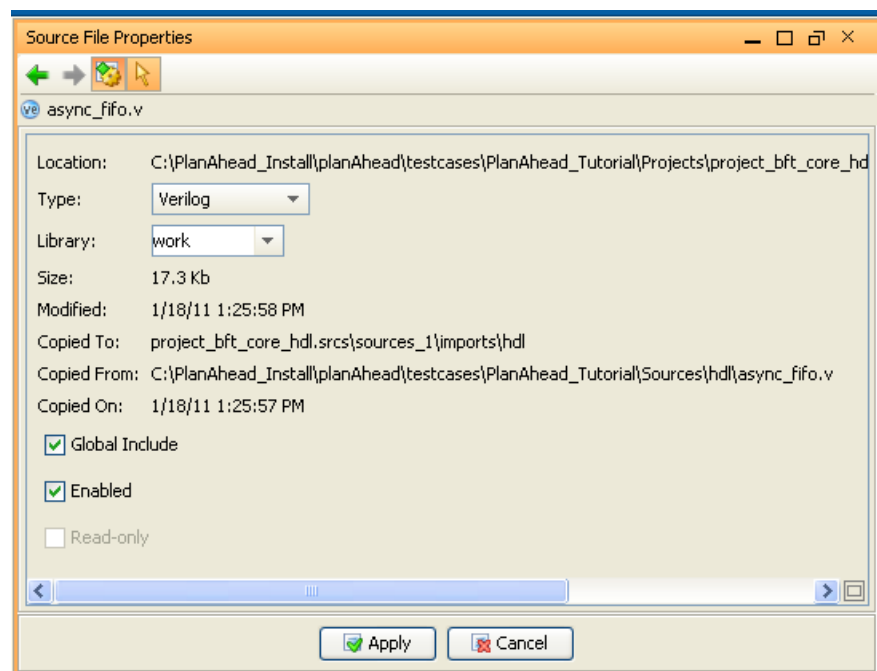 Source File Properties
async_fifo.v
Location: C:\PlanAhead_Install\planAhead\testcases\PlanAhead_Tutorial\Projects\project_bft_core_hd
Type: Verilog
Library: work
Size: 17.3 Kb
Modified: 1/18/11 1:25:58 PM
Copied To: project_bft_core_hdl.srcs\sources_1\imports\hdl
Copied From: C:\PlanAhead_Install\planAhead\testcases\PlanAhead_Tutorial\Sources\hdl\async_fifo.v
Copied On: 1/18/11 1:25:57 PM
Global Include
Enabled
Read-only
Apply Cancel